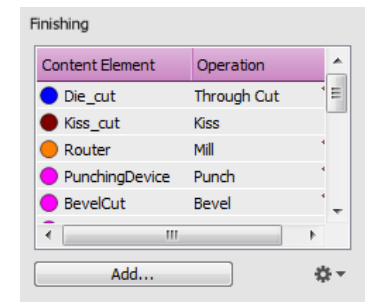 Finishing
Content Element Operation
Die_cut Through Cut
Kiss_cut Kiss
Router Mill
PunchingDevice Punch
BevelCut Bevel
Add...